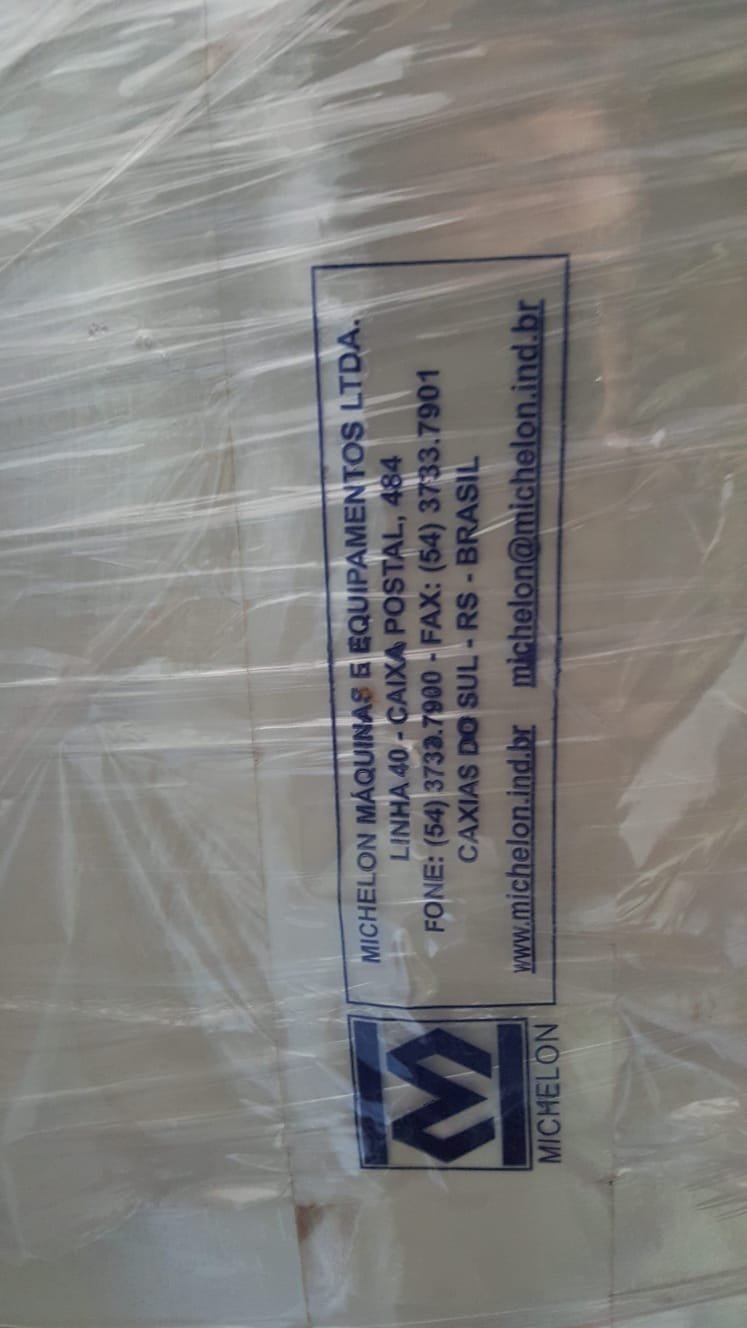 MICHELON MÁQUINAS E EQUIPAMENTOS LTDA.
LINHA 40 - CAIXA POSTAL, 484
FONE: (54) 3733.7900 - FAX: (54) 3733.7901
CAXIAS DO SUL - RS - BRASIL
www.michelon.ind.br michelon@michelon.ind.br
MICHELON